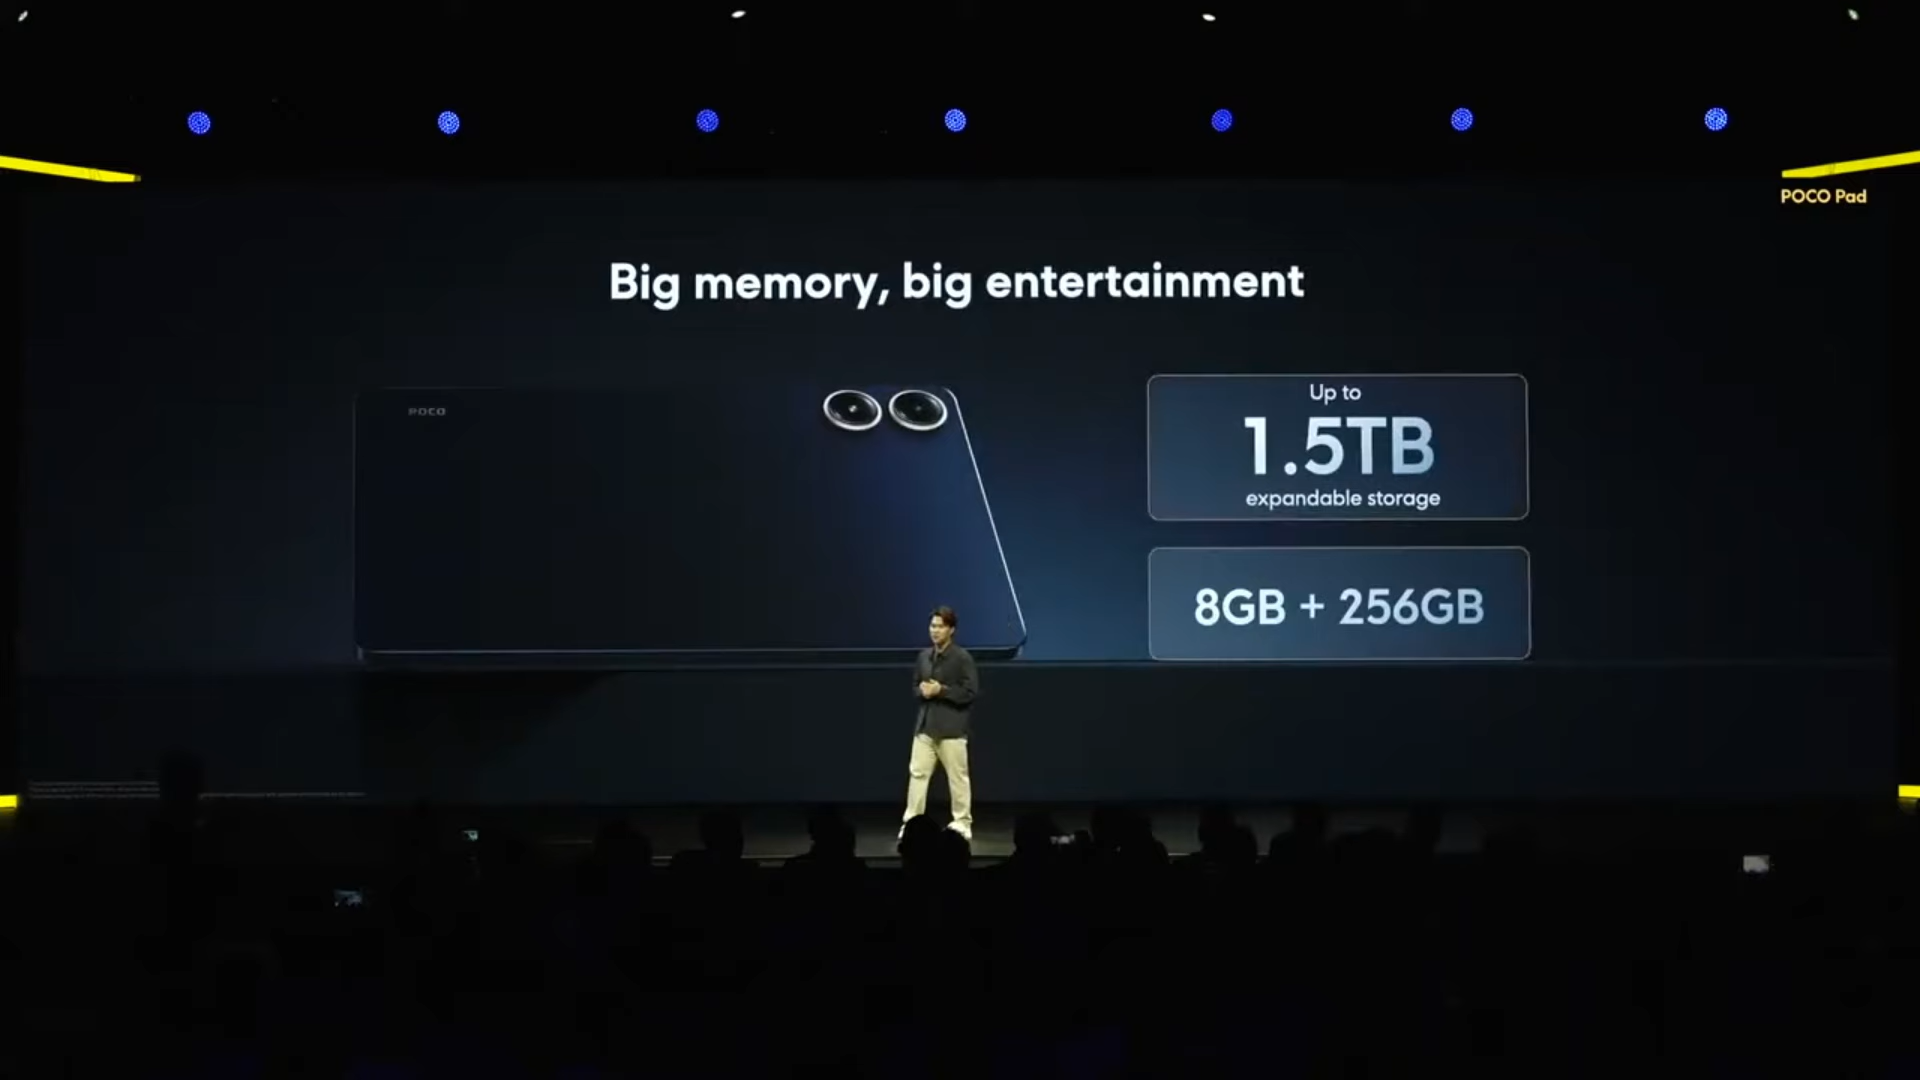 POCO Pad
Big memory, big entertainment
POCO
Up to
1.5TB
expandable storage
8GB + 256GB